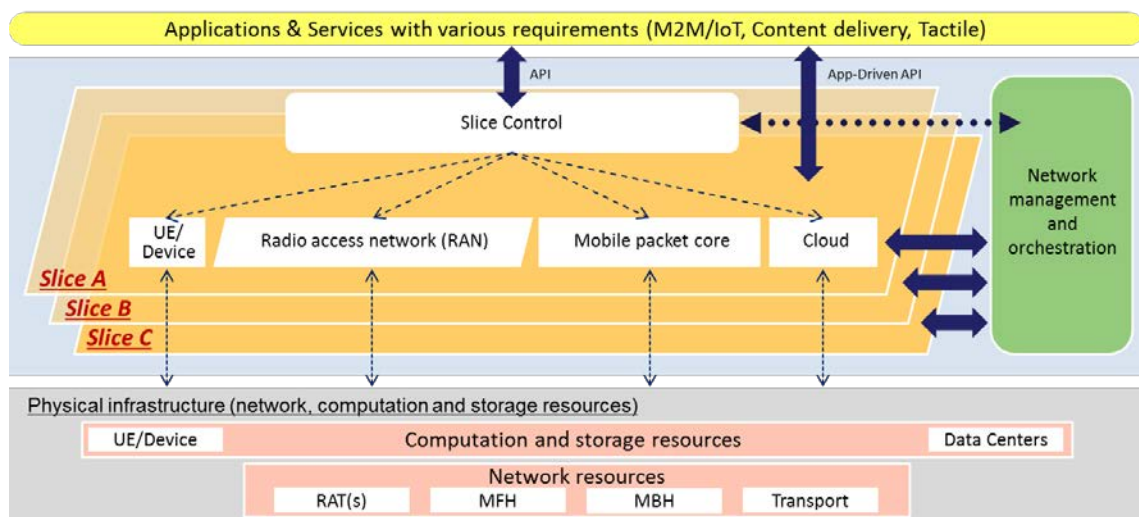 Applications & Services with various requirements (M2M/IoT, Content delivery, Tactile)
API
App-Driven API
Slice Control
Network
management
and
orchestration
UE/
Device
Radio access network (RAN)
Mobile packet core
Cloud
Slice A
Slice B
Slice C
Physical infrastructure (network, computation and storage resources)
UE/Device
Computation and storage resources
Data Centers
Network resources
RAT(s)
MFH
MBH
Transport